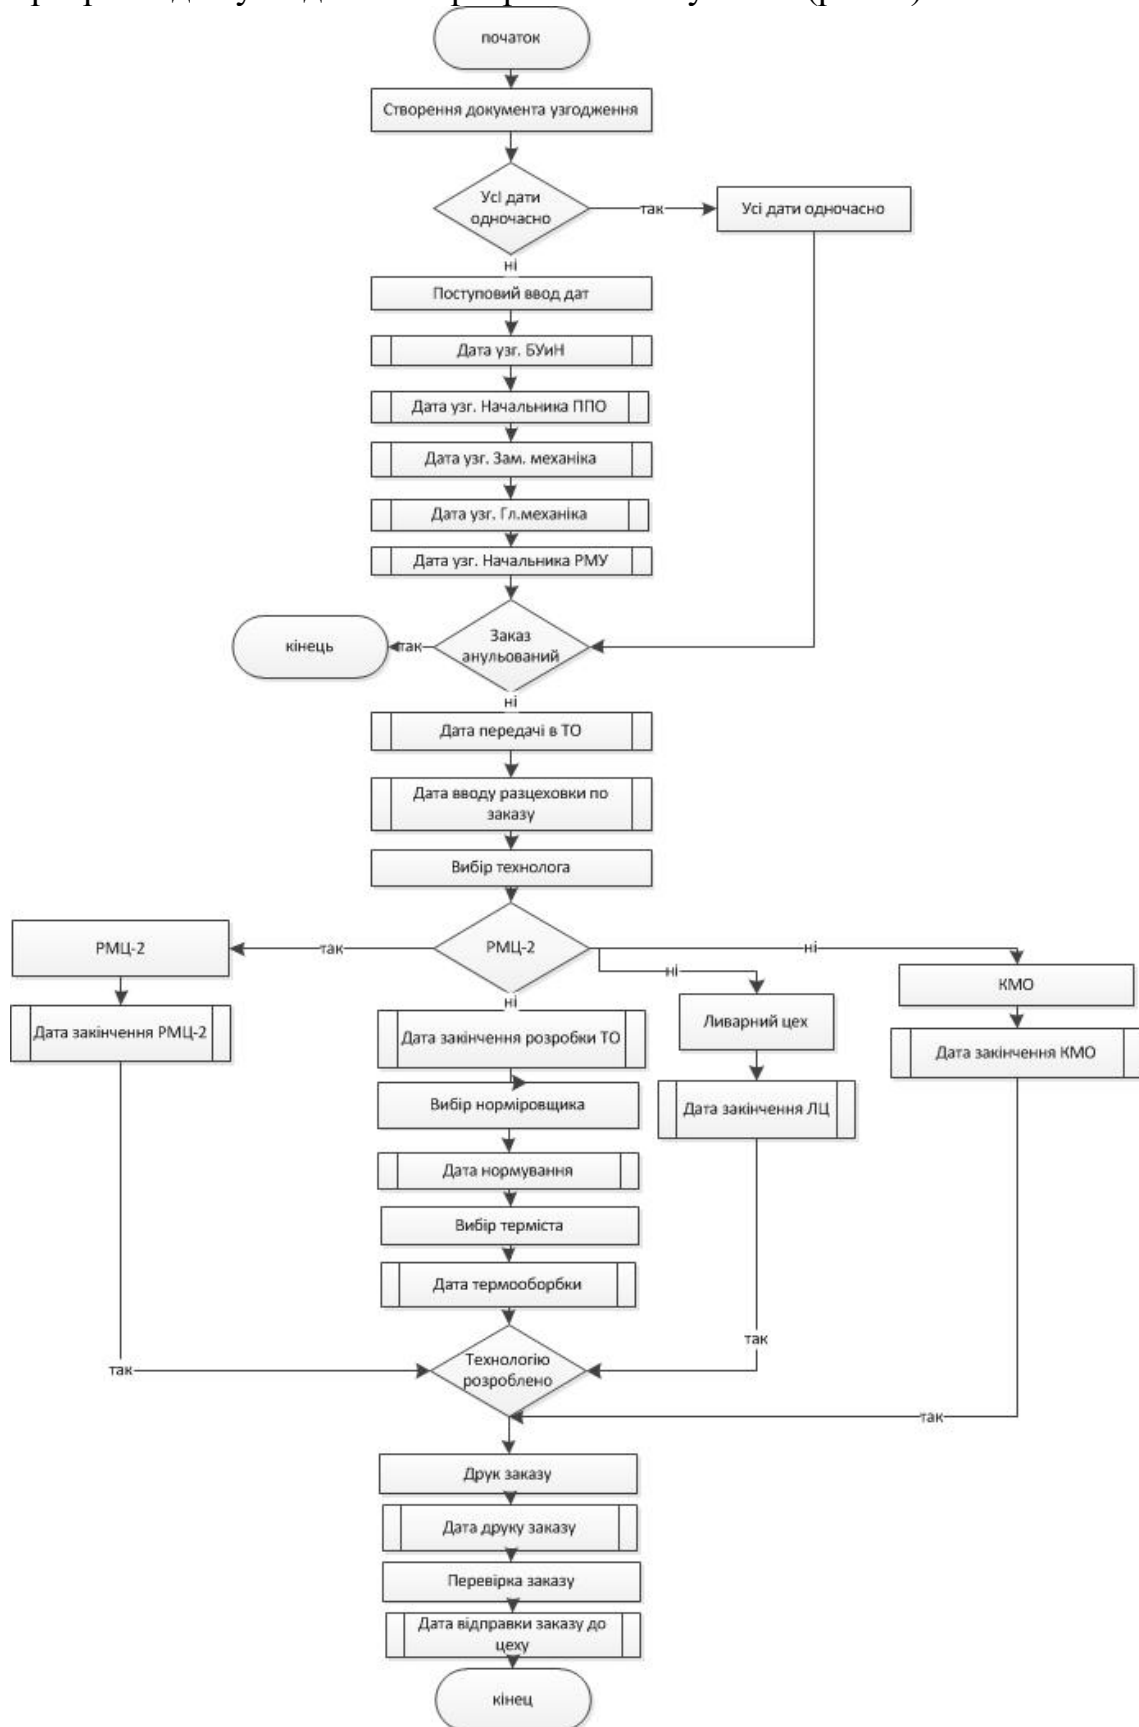 початок
Створення документа узгодження
Усі дати
одночасно
так
Усі дати одночасно
ні
Поступовий ввод дат
Дата узг. БУиН
Дата узг. Начальника ППО
Дата узг. Зам. механіка
Дата узг. Гл.механіка
Дата узг. Начальника РМУ
кінець
так
Заказ
анульований
ні
Дата передачі в ТО
Дата вводу разцеховки по
заказу
Вибір технолога
РМЦ-2
так
РМЦ-2
ні
ні
КМО
ні
Ливарний цех
Дата закінчення РМЦ-2
Дата закінчення розробки ТО
Дата закінчення КМО
Вибір норміровщика
Дата закінчення ЛЦ
Дата нормування
Вибір терміста
Дата термооборбки
так
так
Технологію
розроблено
так
Друк заказу
Дата друку заказу
Перевірка заказу
Дата відправки заказу до
цеху
кінец